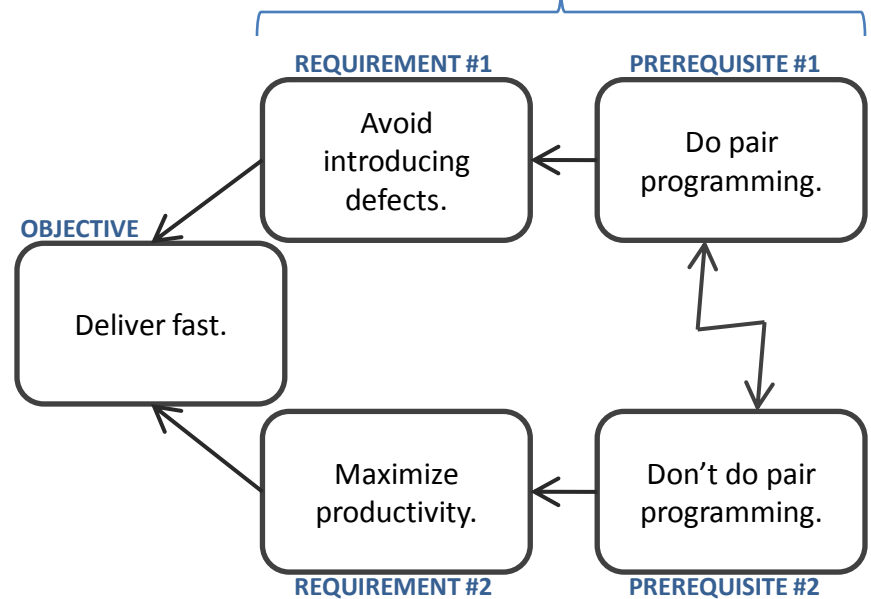 REQUIREMENT #1
PREREQUISITE #1
Avoid
introducing
defects.
Do pair
programming.
OBJECTIVE
Deliver fast.
Maximize
productivity.
Don’t do pair
programming.
REQUIREMENT #2
PREREQUISITE #2